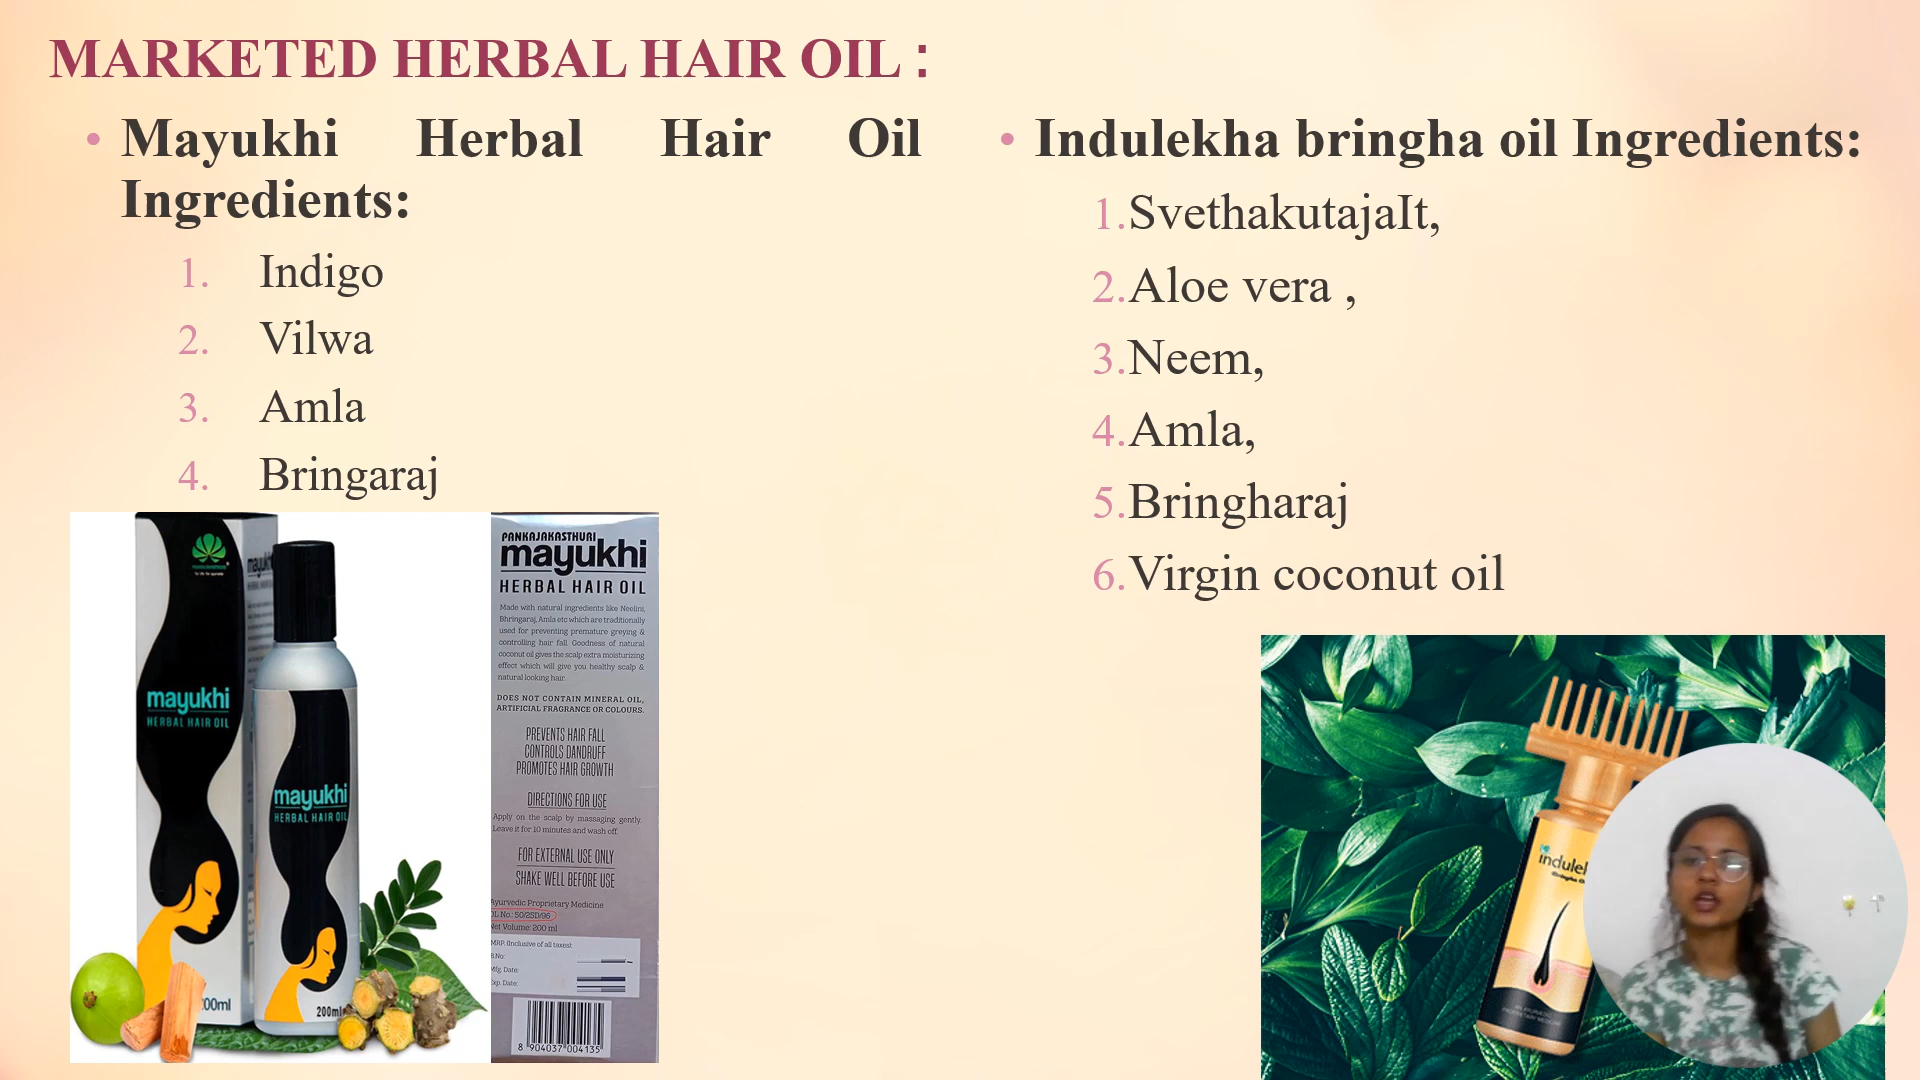 MARKETED HERBAL HAIR OIL :
• Mayukhi Herbal Hair Oil
Ingredients:
1. Indigo
2. Vilwa
3. Amla
4. Bringaraj
• Indulekha bringha oil Ingredients:
1.SvethakutajaIt,
2.Aloe vera ,
3.Neem,
4.Amla,
5.Bringharaj
6.Virgin coconut oil
mayukhi
HERBAL HAIR OIL
mayukhi
HERBAL HAIR OIL
200ml
PANKAJAKASTHURI
mayukhi
HERBAL HAIR OIL
Made with natural ingredients like Neelini,
Bhringaraj, Amla etc which are traditionally
used for preventing premature greying &
controlling hair fall. Goodness of natural
coconut oil gives the scalp extra moisturizing
effect which will give you healthy scalp &
natural looking hair.
DOES NOT CONTAIN MINERAL OIL,
ARTIFICIAL FRAGRANCE OR COLOURS.
PREVENTS HAIR FALL
CONTROLS DANDRUFF
PROMOTES HAIR GROWTH
DIRECTIONS FOR USE
Apply on the scalp by massaging gently.
Leave it for 10 minutes and wash off.
FOR EXTERNAL USE ONLY
SHAKE WELL BEFORE USE
Ayurvedic Proprietary Medicine
DL No.: 50/25D/96
Net Volume: 200 ml
MRP. (Inclusive of all taxes):
B.No:
Mfg. Date:
Exp. Date:
8 904037 004135
indulek
Bringha O